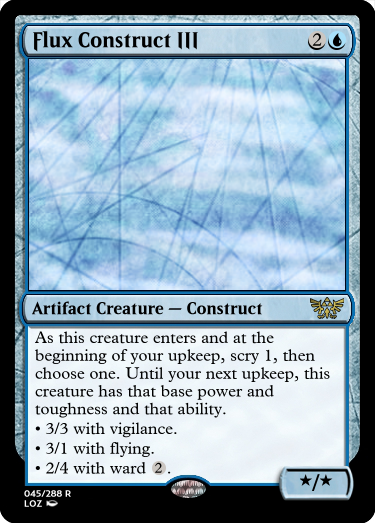 Flux Construct III 2
Artifact Creature — Construct
As this creature enters and at the
beginning of your upkeep, scry 1, then
choose one. Until your next upkeep, this
creature has that base power and
toughness and that ability.
• 3/3 with vigilance.
• 3/1 with flying.
• 2/4 with ward 2.
★/★
045/288 R
LOZ